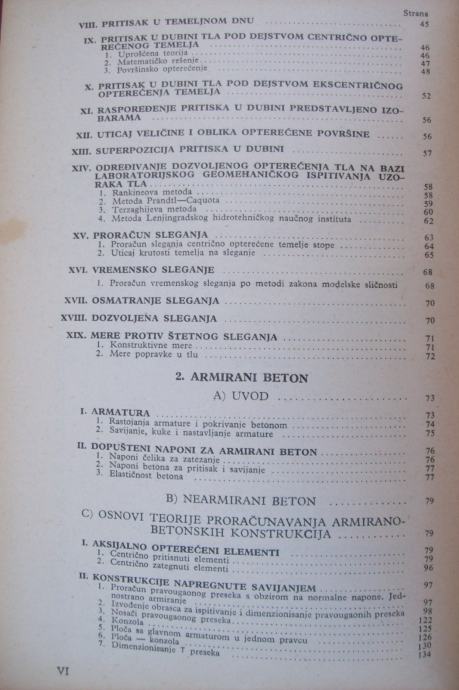 Strana
VIII. PRITISAK U TEMELJNOM DNU 45
IX. PRITISAK U DUBINI TLA POD DEJSTVOM CENTRIČNO OPTE-
REĆENOG TEMELJA 46
1. Uprošćena teorija 46
2. Matematičko rešenje 47
3. Površinsko opterećenje 48
X. PRITISAK U DUBINI TLA POD DEJSTVOM EKSCENTRIČNOG
OPTEREĆENJA TEMELJA 52
XI. RASPOREĐENJE PRITISKA U DUBINI PREDSTAVLJENO IZO-
BARAMA 56
XII. UTICAJ VELIČINE I OBLIKA OPTEREĆENE POVRŠINE 56
XIII. SUPERPOZICIJA PRITISKA U DUBINI 57
XIV. ODREĐIVANJE DOZVOLJENOG OPTEREĆENJA TLA NA BAZI
LABORATORIJSKOG GEOMEHANIČKOG ISPITIVANJA UZO-
RAKA TLA 58
1. Rankineova metoda 58
2. Metoda Prandtl—Caquota 59
3. Terzaghijeva metoda 60
4. Metoda Lenjingradskog hidrotehničkog naučnog instituta 62
XV. PRORAČUN SLEGANJA 63
1. Proračun sleganja centrično opterećene temelje stope 64
2. Uticaj krutosti temelja na sleganje 65
XVI. VREMENSKO SLEGANJE 68
1. Proračun vremenskog sleganja po metodi zakona modelske sličnosti 68
XVII. OSMATRANJE SLEGANJA 70
XVIII. DOZVOLJENA SLEGANJA 70
XIX. MERE PROTIV ŠTETNOG SLEGANJA 71
1. Konstruktivne mere 71
2. Mere popravke u tlu 72
2. ARMIRANI BETON
A) UVOD 73
I. ARMATURA 73
1. Rastojanja armature i pokrivanje betonom 74
2. Savijanje, kuke i nastavljanje armature 75
II. DOPUŠTENI NAPONI ZA ARMIRANI BETON 76
1. Naponi čelika za zatezanje 76
2. Naponi betona za pritisak i savijanje 77
3. Elastičnost betona 77
B) NEARMIRANI BETON 79
C) OSNOVI TEORIJE PRORAČUNAVANJA ARMIRANO-
BETONSKIH KONSTRUKCIJA 79
I. AKSIJALNO OPTEREĆENI ELEMENTI 79
1. Centrično pritisnuti elementi 79
2. Centrično zategnuti elementi 96
II. KONSTRUKCIJE NAPREGNUTE SAVIJANJEM 97
1. Proračun pravougaonog preseka s obzirom na normalne napone. Jed-
nostrano armiranje 97
2. Izvođenje obrasca za ispitivanje i dimenzionisanje pravougaonih preseka 98
3. Nosači pravougaonog preseka 122
4. Konzola 125
5. Ploča sa glavnom armaturom u jednom pravcu 126
6. Ploča — konzola 130
7. Dimenzionisanje T preseka 134
VI